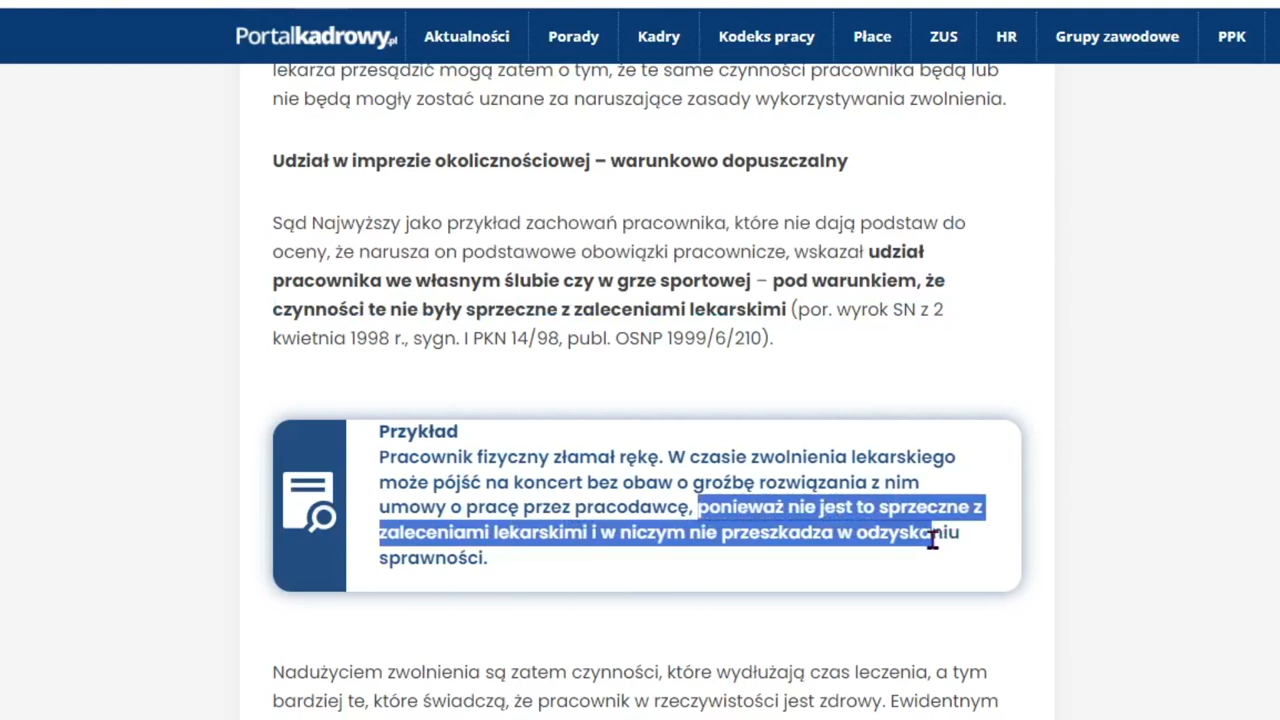 Portalkadrowy.pl Aktualności Porady Kadry Kodeks pracy Płace ZUS HR Grupy zawodowe PPK
lekarza przesądzić mogą zatem o tym, że te same czynności pracownika będą lub
nie będą mogły zostać uznane za naruszające zasady wykorzystywania zwolnienia.
Udział w imprezie okolicznościowej – warunkowo dopuszczalny
Sąd Najwyższy jako przykład zachowań pracownika, które nie dają podstaw do
oceny, że narusza on podstawowe obowiązki pracownicze, wskazał udział
pracownika we własnym ślubie czy w grze sportowej – pod warunkiem, że
czynności te nie były sprzeczne z zaleceniami lekarskimi (por. wyrok SN z 2
kwietnia 1998 r., sygn. I PKN 14/98, publ. OSNP 1999/6/210).
Przykład
Pracownik fizyczny złamał rękę. W czasie zwolnienia lekarskiego
może pójść na koncert bez obaw o groźbę rozwiązania z nim
umowy o pracę przez pracodawcę, ponieważ nie jest to sprzeczne z
zaleceniami lekarskimi i w niczym nie przeszkadza w odzyskaniu
sprawności.
Nadużyciem zwolnienia są zatem czynności, które wydłużają czas leczenia, a tym
bardziej te, które świadczą, że pracownik w rzeczywistości jest zdrowy. Ewidentnym